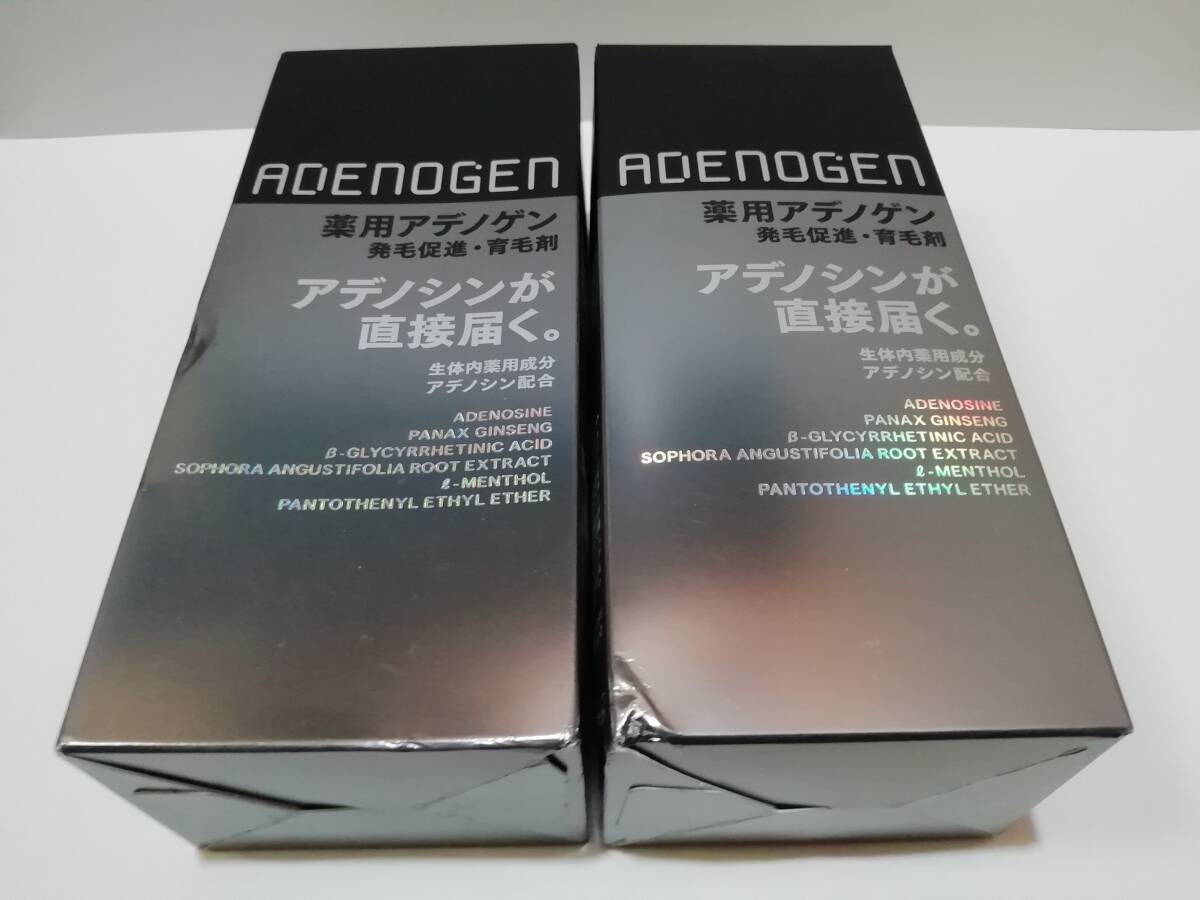 ADENOGEN
薬用アデノゲン
発毛促進・育毛剤
アデノシンが
直接届く。
生体内薬用成分
アデノシン配合
ADENOSINE
PANAX GINSENG
β-GLYCYRRHETINIC ACID
SOPHORA ANGUSTIFOLIA ROOT EXTRACT
ℓ-MENTHOL
PANTOTHENYL ETHYL ETHER
ADENOGEN
薬用アデノゲン
発毛促進・育毛剤
アデノシンが
直接届く。
生体内薬用成分
アデノシン配合
ADENOSINE
PANAX GINSENG
β-GLYCYRRHETINIC ACID
SOPHORA ANGUSTIFOLIA ROOT EXTRACT
ℓ-MENTHOL
PANTOTHENYL ETHYL ETHER